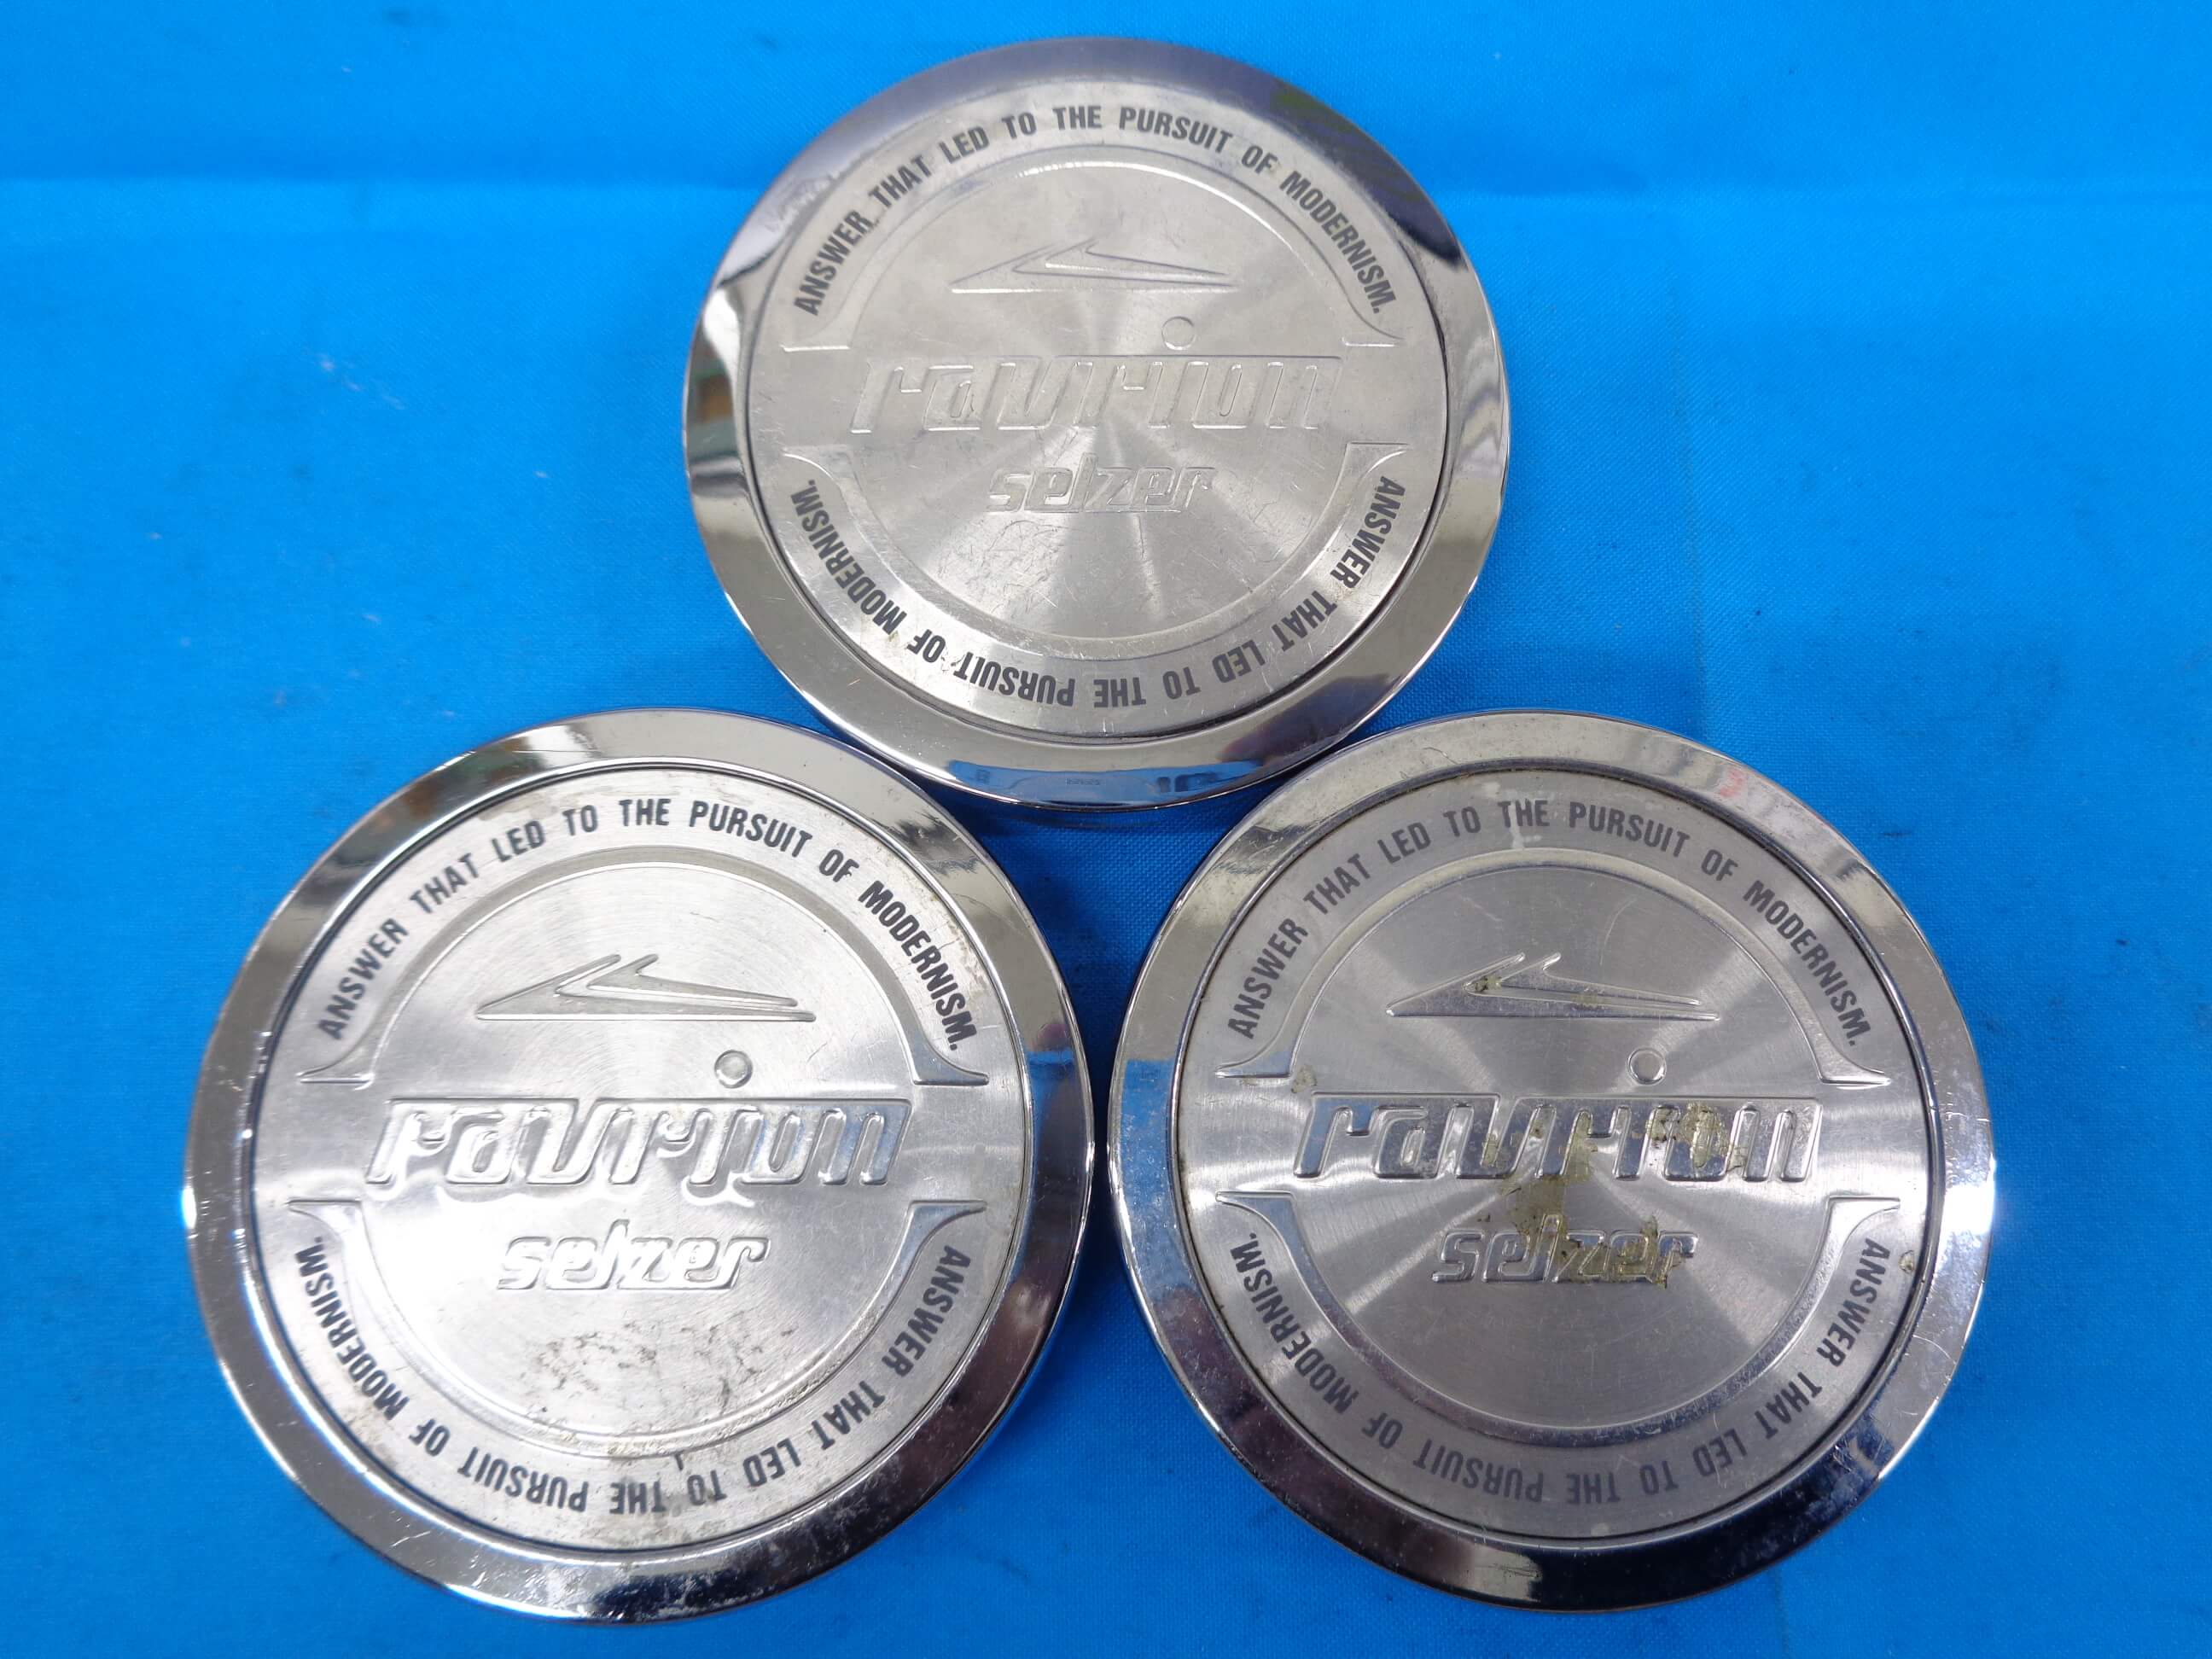 ANSWER THAT LED TO THE PURSUIT OF MODERNISM.
ravrion
selzer
ANSWER THAT LED TO THE PURSUIT OF MODERNISM.
ANSWER THAT LED TO THE PURSUIT OF MODERNISM.
ravrion
selzer
ANSWER THAT LED TO THE PURSUIT OF MODERNISM.
ANSWER THAT LED TO THE PURSUIT OF MODERNISM.
ravrion
selzer
ANSWER THAT LED TO THE PURSUIT OF MODERNISM.